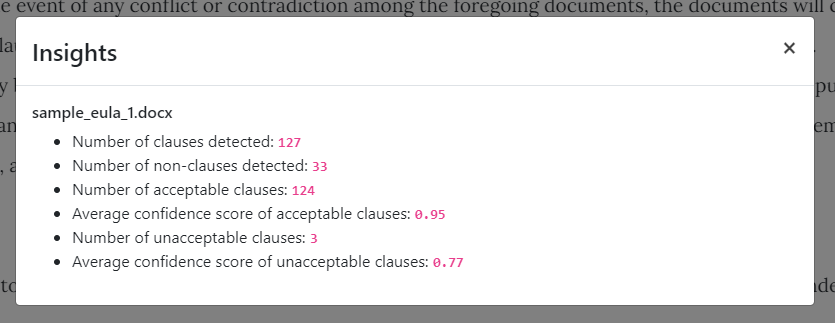 e event of any conflict or contradiction among the foregoing documents, the documents will
Insights ×
sample_eula_1.docx
• Number of clauses detected: 127
• Number of non-clauses detected: 33
• Number of acceptable clauses: 124
• Average confidence score of acceptable clauses: 0.95
• Number of unacceptable clauses: 3
• Average confidence score of unacceptable clauses: 0.77